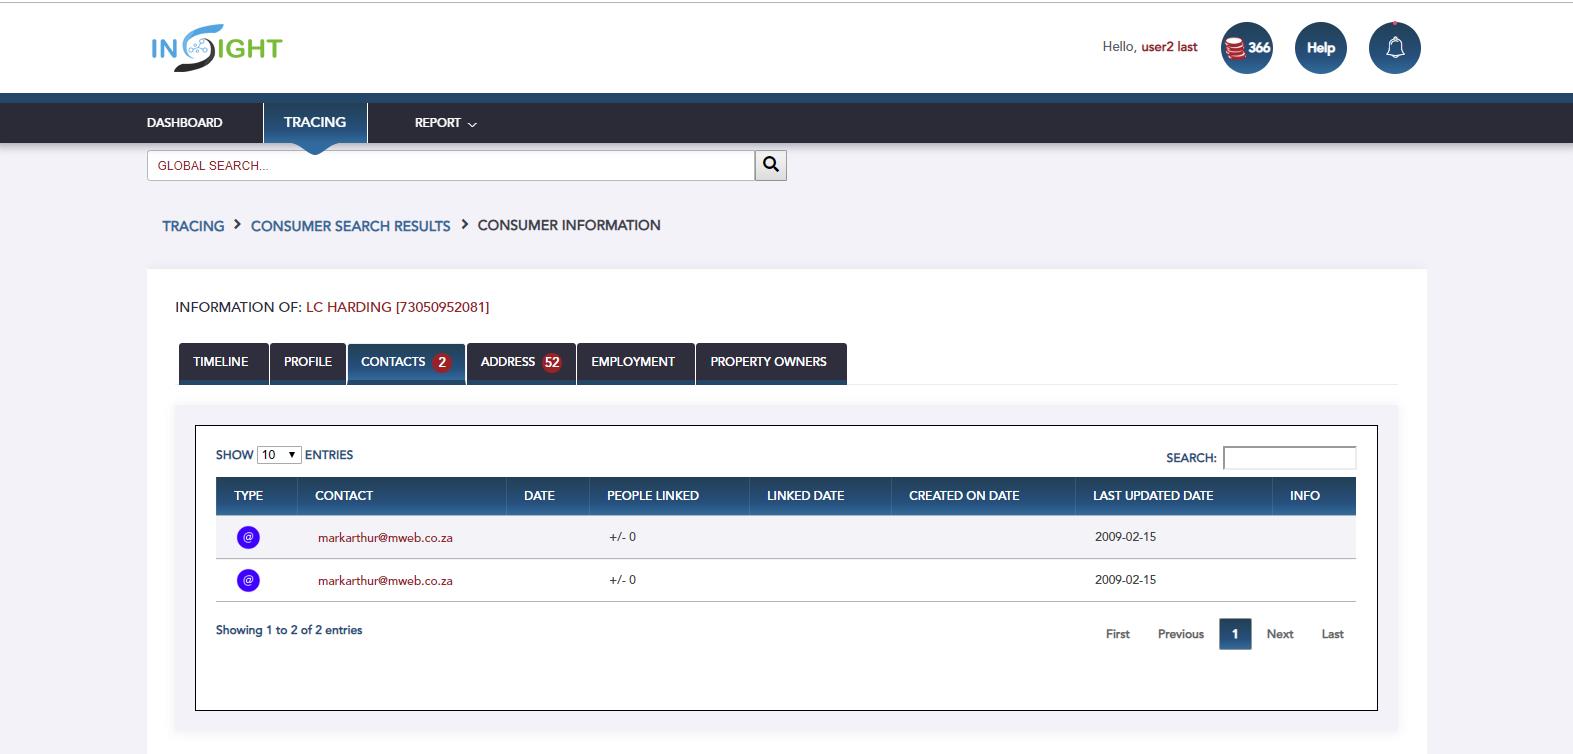 INSIGHT
Hello, user2 last
366
Help
DASHBOARD TRACING REPORT
GLOBAL SEARCH...
TRACING > CONSUMER SEARCH RESULTS > CONSUMER INFORMATION
INFORMATION OF: LC HARDING [73050952081]
TIMELINE PROFILE CONTACTS 2 ADDRESS 52 EMPLOYMENT PROPERTY OWNERS
SHOW 10 ENTRIES SEARCH:
TYPE CONTACT DATE PEOPLE LINKED LINKED DATE CREATED ON DATE LAST UPDATED DATE INFO
@ markarthur@mweb.co.za +/- 0 2009-02-15
@ markarthur@mweb.co.za +/- 0 2009-02-15
Showing 1 to 2 of 2 entries
First Previous 1 Next Last